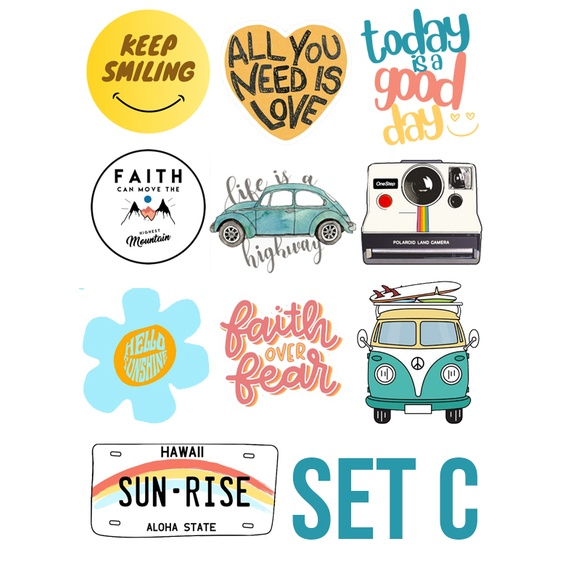 KEEP
SMILING
ALL YOU
NEED IS
LOVE
today
is a
good
day
FAITH
CAN MOVE THE
HIGHEST
Mountain
life is a
highway
OneStep
POLAROID LAND CAMERA
HELLO
SUNSHINE
faith
OVER
fear
HAWAII
SUN-RISE
ALOHA STATE
SET C